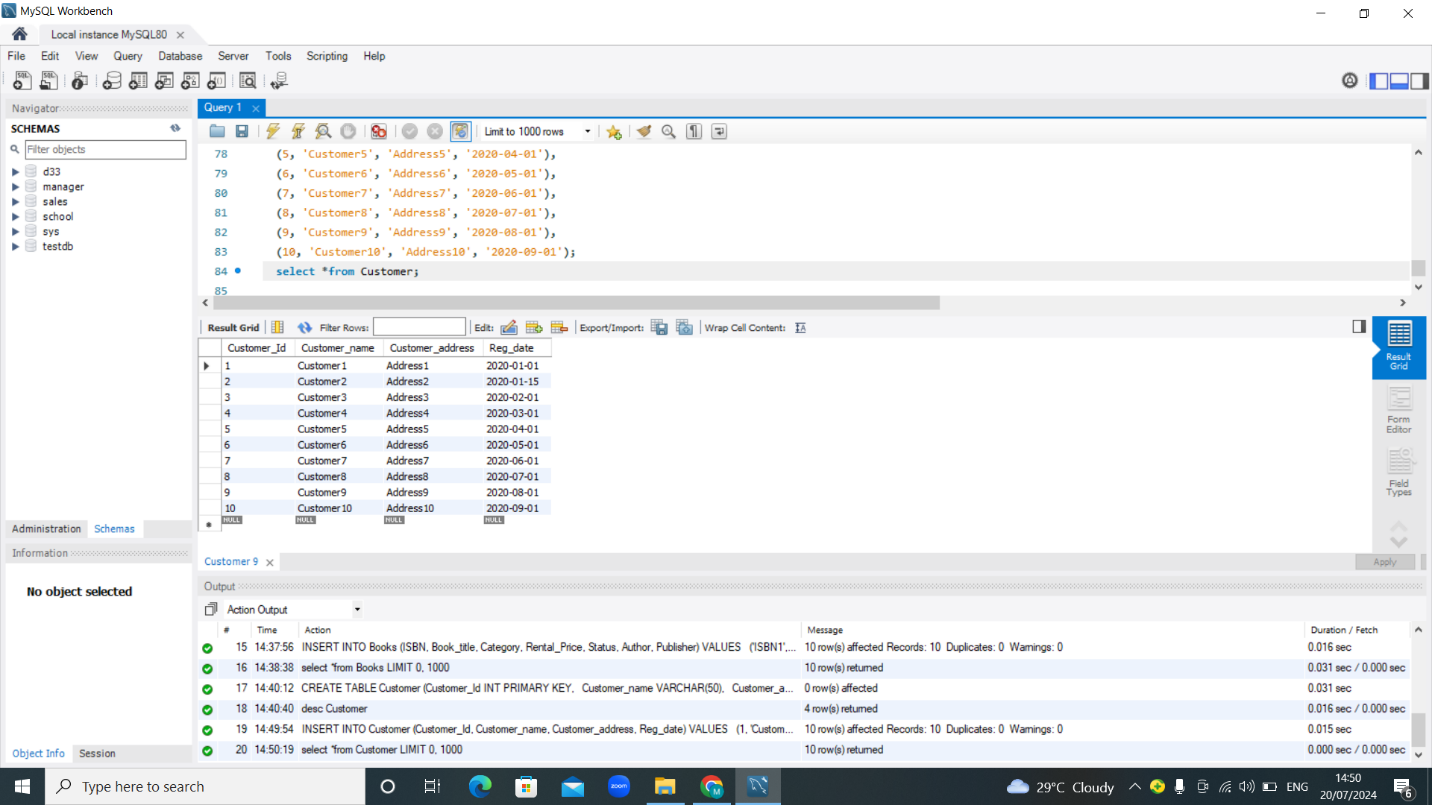 MySQL Workbench
Local instance MySQL80
File Edit View Query Database Server Tools Scripting Help
Navigator
SCHEMAS
Filter objects
d33
manager
sales
school
sys
testdb
Administration Schemas
Information
No object selected
Object Info Session
Query 1
Limit to 1000 rows
78 (5, 'Customer5', 'Address5', '2020-04-01'),
79 (6, 'Customer6', 'Address6', '2020-05-01'),
80 (7, 'Customer7', 'Address7', '2020-06-01'),
81 (8, 'Customer8', 'Address8', '2020-07-01'),
82 (9, 'Customer9', 'Address9', '2020-08-01'),
83 (10, 'Customer10', 'Address10', '2020-09-01');
84 select *from Customer;
85
Result Grid Filter Rows: Edit: Export/Import: Wrap Cell Content:
Customer_Id Customer_name Customer_address Reg_date
1 Customer1 Address1 2020-01-01
2 Customer2 Address2 2020-01-15
3 Customer3 Address3 2020-02-01
4 Customer4 Address4 2020-03-01
5 Customer5 Address5 2020-04-01
6 Customer6 Address6 2020-05-01
7 Customer7 Address7 2020-06-01
8 Customer8 Address8 2020-07-01
9 Customer9 Address9 2020-08-01
10 Customer10 Address10 2020-09-01
NULL NULL NULL NULL
Result
Grid
Form
Editor
Field
Types
Customer 9
Apply
Output
Action Output
# Time Action Message Duration / Fetch
15 14:37:56 INSERT INTO Books (ISBN, Book_title, Category, Rental_Price, Status, Author, Publisher) VALUES ('ISBN1',... 10 row(s) affected Records: 10 Duplicates: 0 Warnings: 0 0.016 sec
16 14:38:38 select *from Books LIMIT 0, 1000 10 row(s) returned 0.031 sec / 0.000 sec
17 14:40:12 CREATE TABLE Customer (Customer_Id INT PRIMARY KEY, Customer_name VARCHAR(50), Customer_a... 0 row(s) affected 0.031 sec
18 14:40:40 desc Customer 4 row(s) returned 0.016 sec / 0.000 sec
19 14:49:54 INSERT INTO Customer (Customer_Id, Customer_name, Customer_address, Reg_date) VALUES (1, 'Custom... 10 row(s) affected Records: 10 Duplicates: 0 Warnings: 0 0.015 sec
20 14:50:19 select *from Customer LIMIT 0, 1000 10 row(s) returned 0.000 sec / 0.000 sec
Type here to search
zoom
M
29°C Cloudy
ENG
14:50
20/07/2024
6